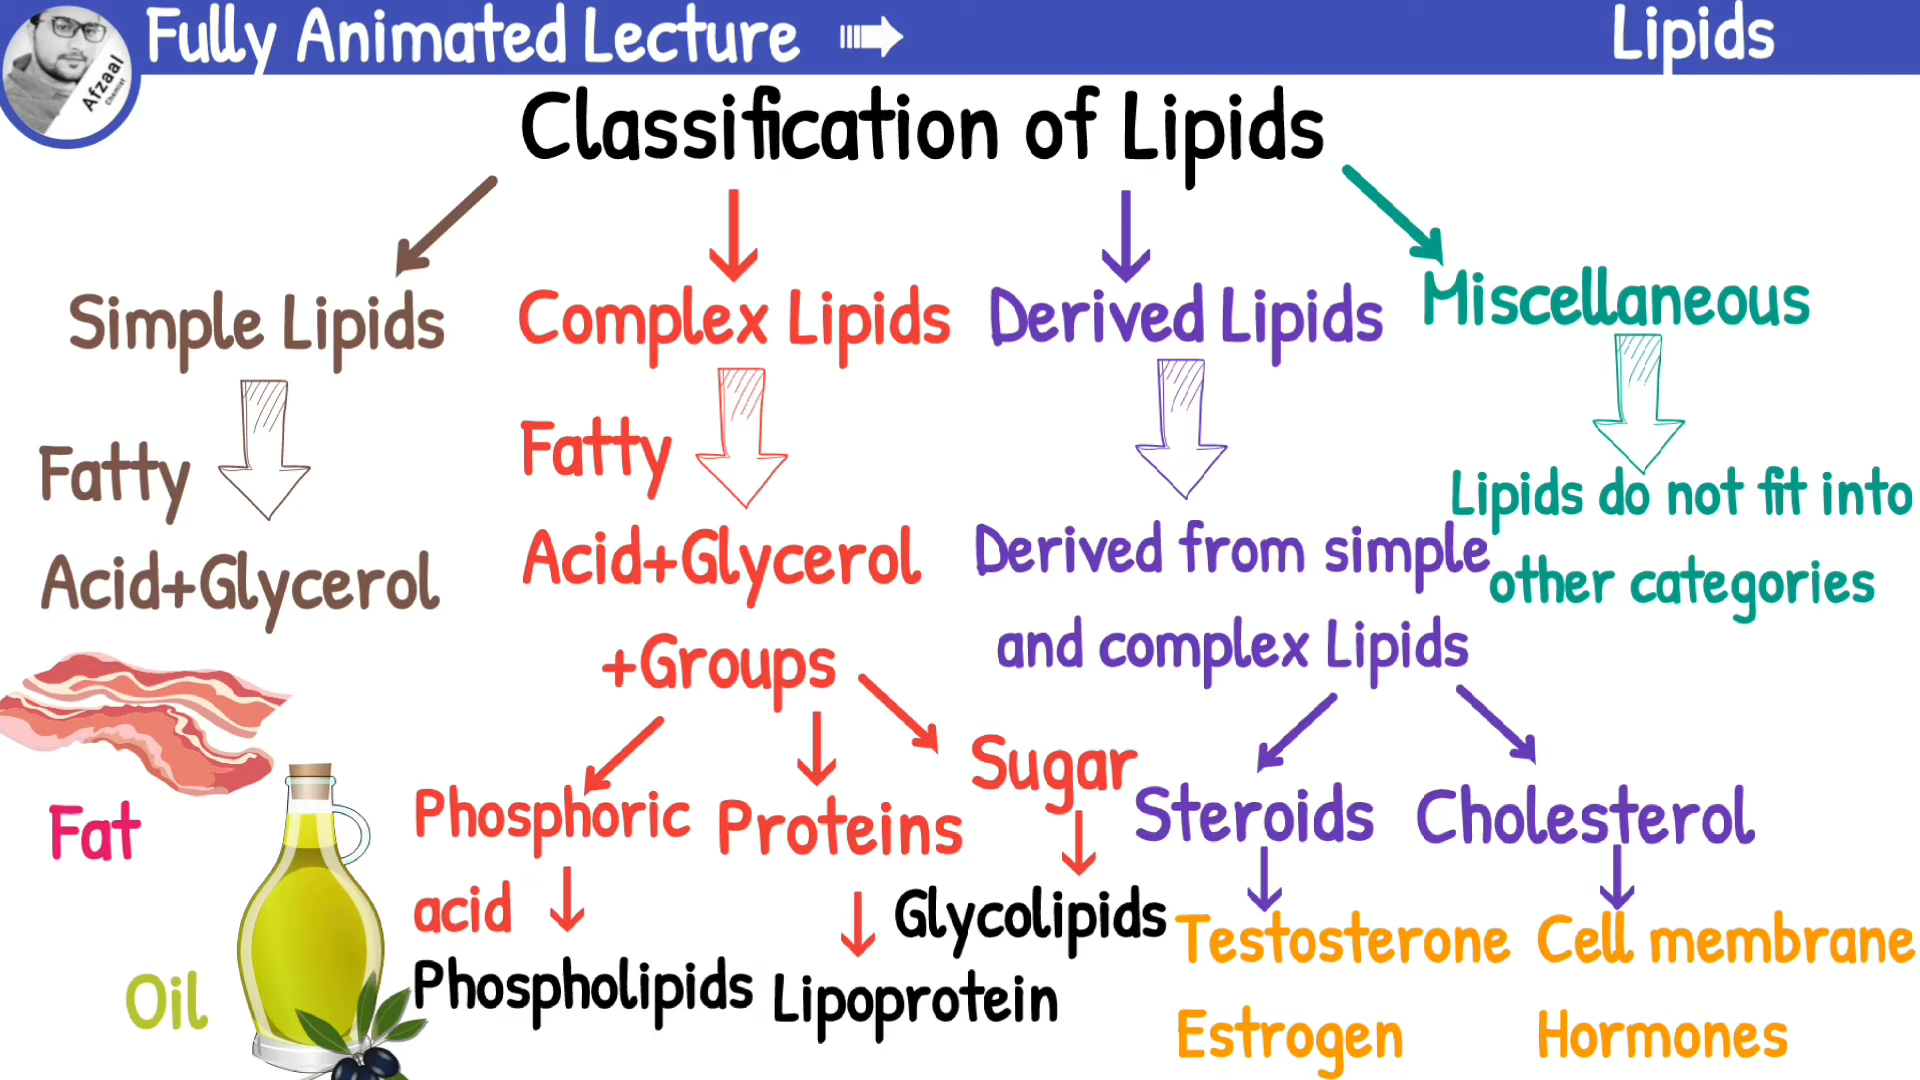 Fully Animated Lecture
Lipids
Afzaal
Chemist
Classification of Lipids
Simple Lipids
Fatty
Acid+Glycerol
Fat
Oil
Complex Lipids
Fatty
Acid+Glycerol
+Groups
Phosphoric
acid
Phospholipids
Proteins
Lipoprotein
Sugar
Glycolipids
Derived Lipids
Derived from simple
and complex Lipids
Steroids
Testosterone
Estrogen
Cholesterol
Cell membrane
Hormones
Miscellaneous
Lipids do not fit into
other categories